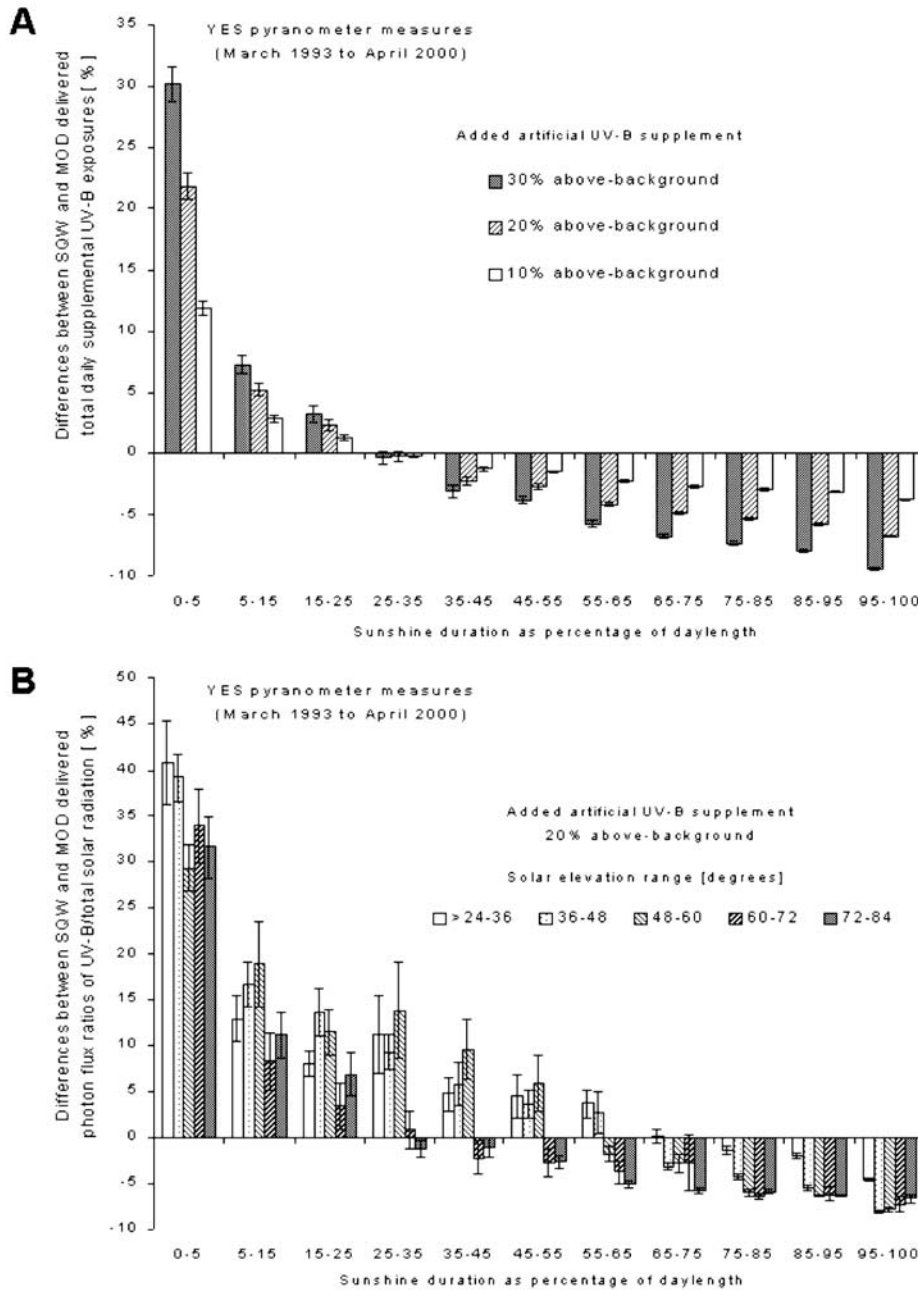 A
YES pyranometer measures
(March 1993 to April 2000)
Differences between SQW and MOD delivered
total daily supplemental UV-B exposures [%]
35
30
25
20
15
10
5
0
-5
-10
Added artificial UV-B supplement
30% above-background
20% above-background
10% above-background
0-5 5-15 15-25 25-35 35-45 45-55 55-65 65-75 75-85 85-95 95-100
Sunshine duration as percentage of daylength
B
YES pyranometer measures
(March 1993 to April 2000)
Differences between SQW and MOD delivered
photon flux ratios of UV-B/total solar radiation [%]
50
45
40
35
30
25
20
15
10
5
0
-5
-10
Added artificial UV-B supplement
20% above-background
Solar elevation range [degrees]
>24-36 36-48 48-60 60-72 72-84
0-5 5-15 15-25 25-35 35-45 45-55 55-65 65-75 75-85 85-95 95-100
Sunshine duration as percentage of daylength